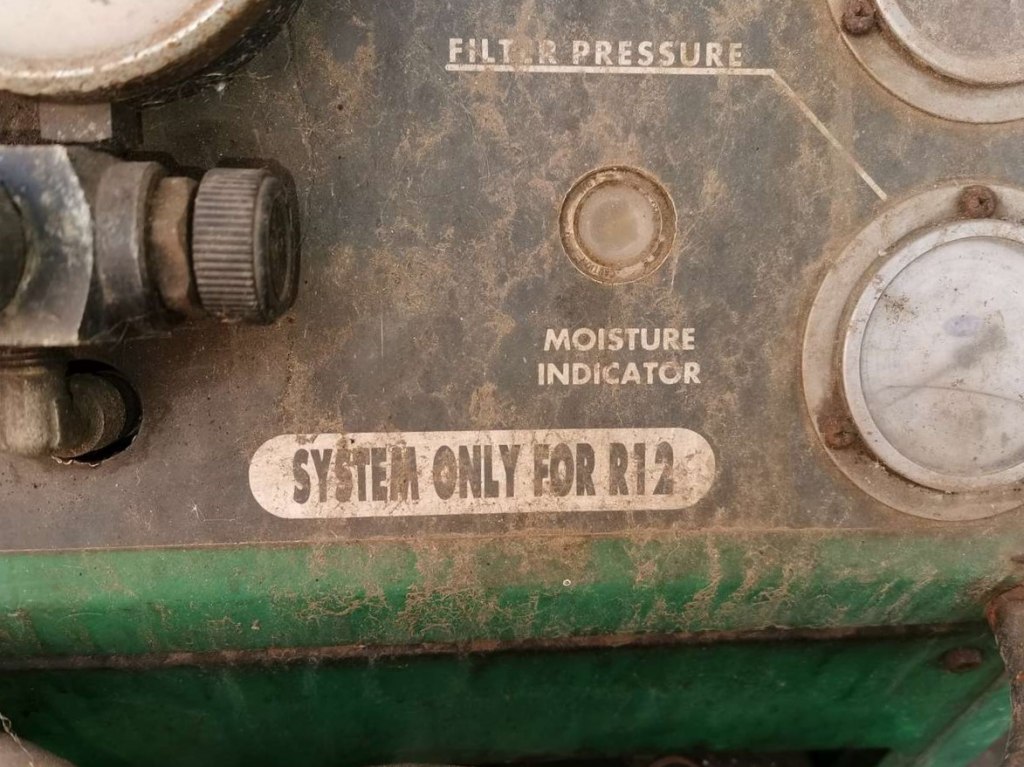 FILTER PRESSURE
MOISTURE
INDICATOR
SYSTEM ONLY FOR R12